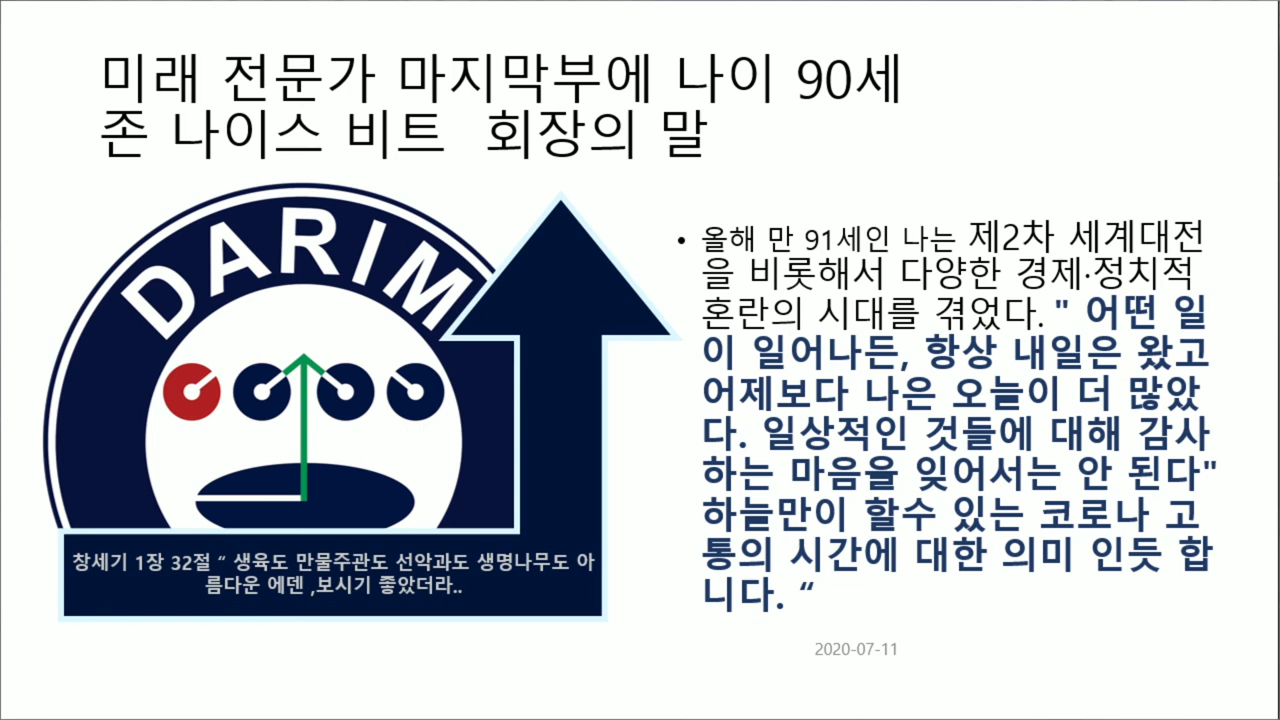 미래 전문가 마지막부에 나이 90세
존 나이스 비트 회장의 말
DARIM
창세기 1장 32절 “ 생육도 만물주관도 선악과도 생명나무도 아
름다운 에덴 ,보시기 좋았더라..
• 올해 만 91세인 나는 제2차 세계대전
을 비롯해서 다양한 경제·정치적
혼란의 시대를 겪었다. " 어떤 일
이 일어나든, 항상 내일은 왔고
어제보다 나은 오늘이 더 많았
다. 일상적인 것들에 대해 감사
하는 마음을 잊어서는 안 된다"
하늘만이 할수 있는 코로나 고
통의 시간에 대한 의미 인듯 합
니다. “
2020-07-11